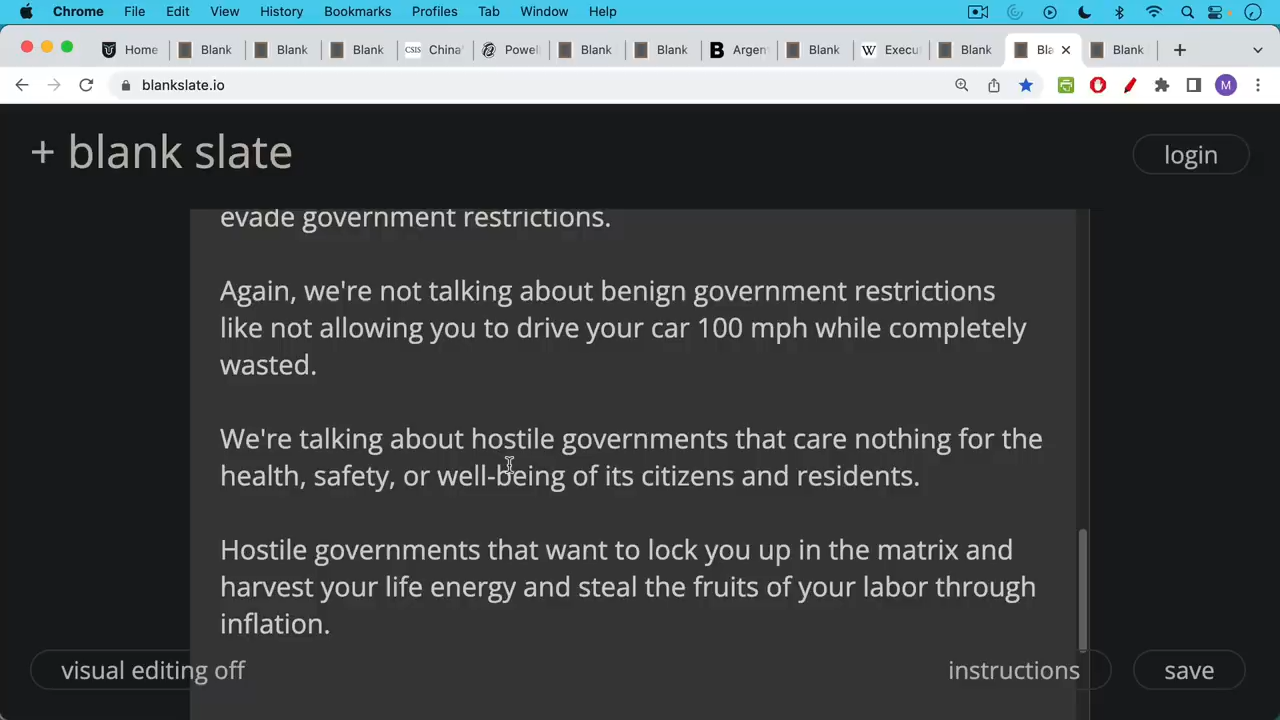 Chrome File Edit View History Bookmarks Profiles Tab Window Help
Home Blank Blank Blank CSIS China' Powel Blank Blank B Argen Blank W Execu Blank Bla Blank
blankslate.io M
+ blank slate
login
evade government restrictions.
Again, we're not talking about benign government restrictions
like not allowing you to drive your car 100 mph while completely
wasted.
We're talking about hostile governments that care nothing for the
health, safety, or well-being of its citizens and residents.
Hostile governments that want to lock you up in the matrix and
harvest your life energy and steal the fruits of your labor through
inflation.
visual editing off
instructions
save